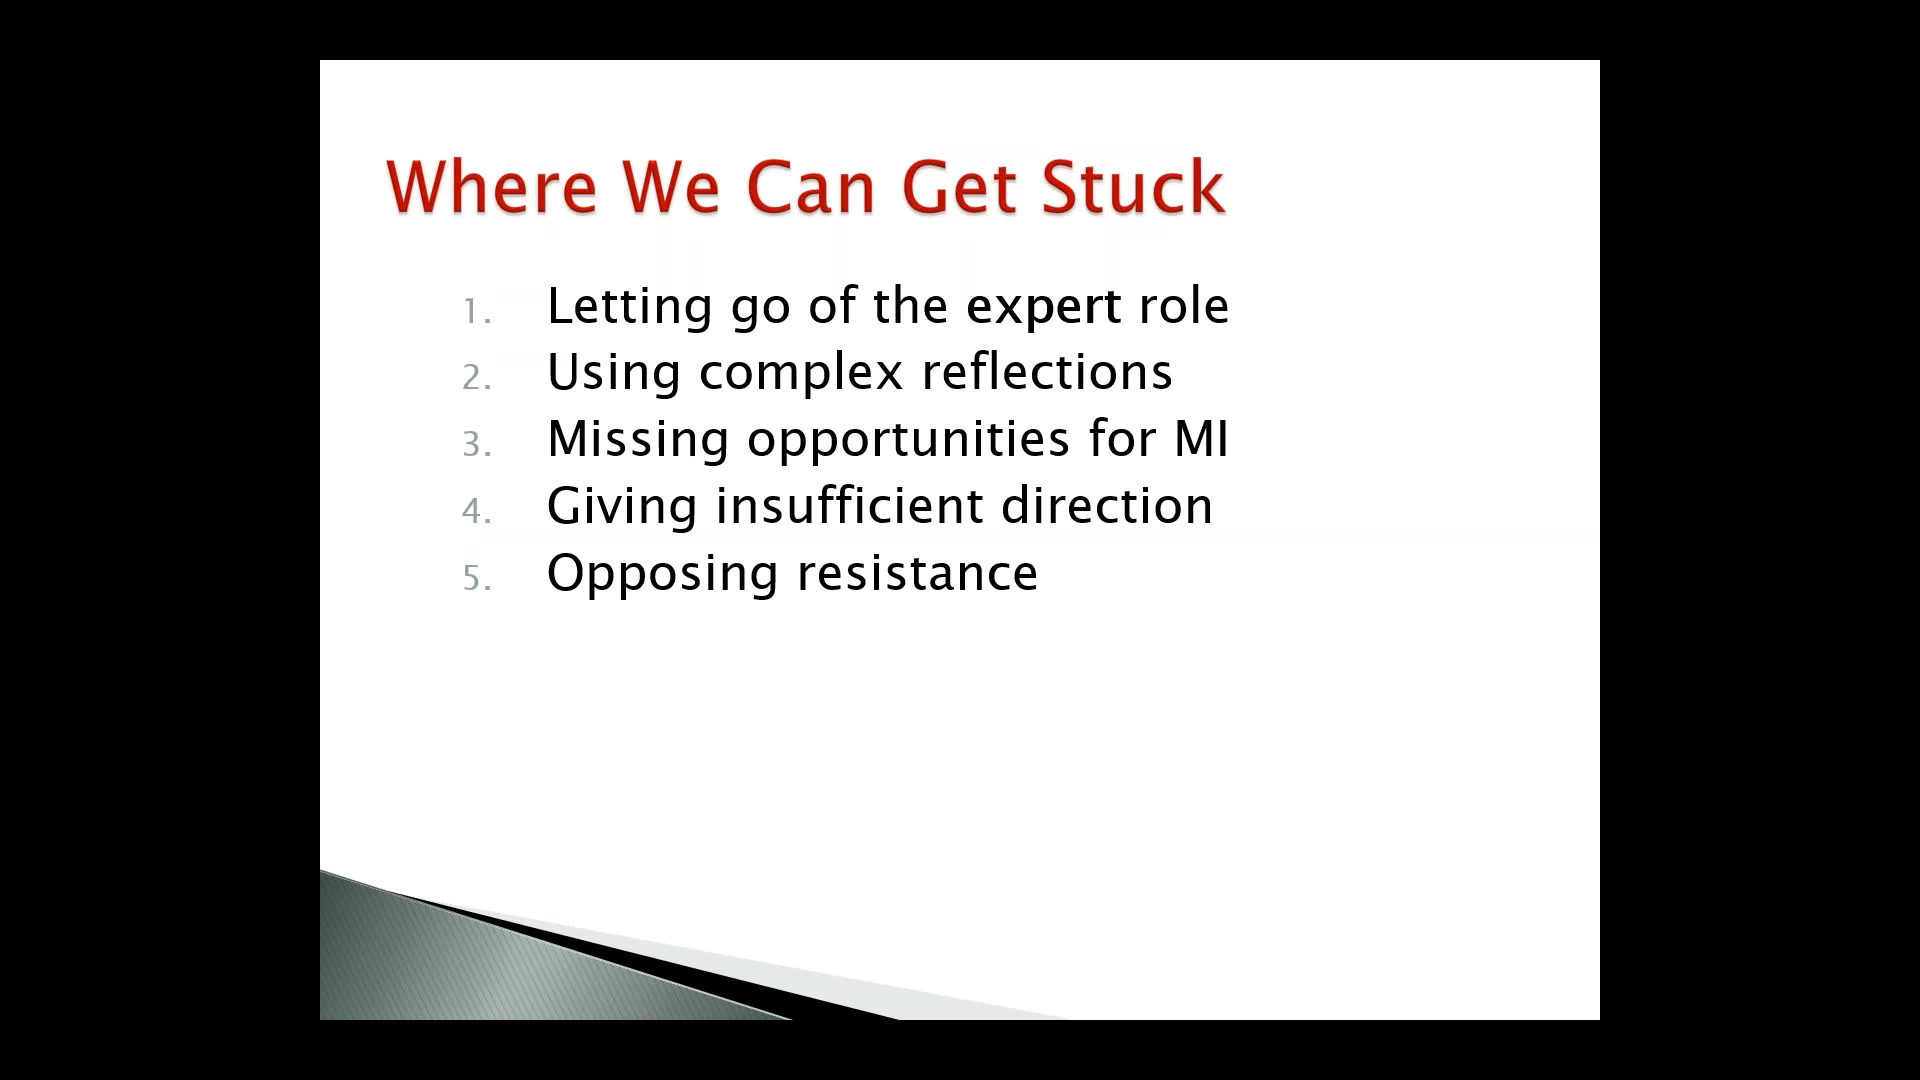 Where We Can Get Stuck
1. Letting go of the expert role
2. Using complex reflections
3. Missing opportunities for MI
4. Giving insufficient direction
5. Opposing resistance